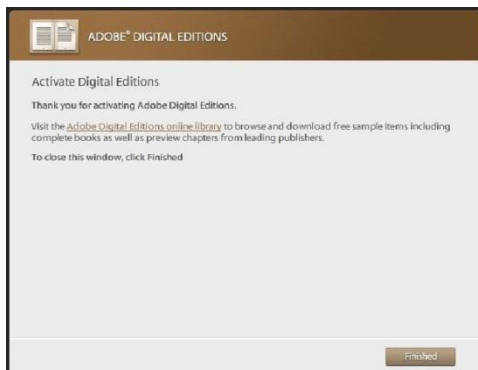 ADOBE® DIGITAL EDITIONS
Activate Digital Editions
Thank you for activating Adobe Digital Editions.
Visit the Adobe Digital Editions online library to browse and download free sample items including
complete books as well as preview chapters from leading publishers.
To close this window, click Finished
Finished